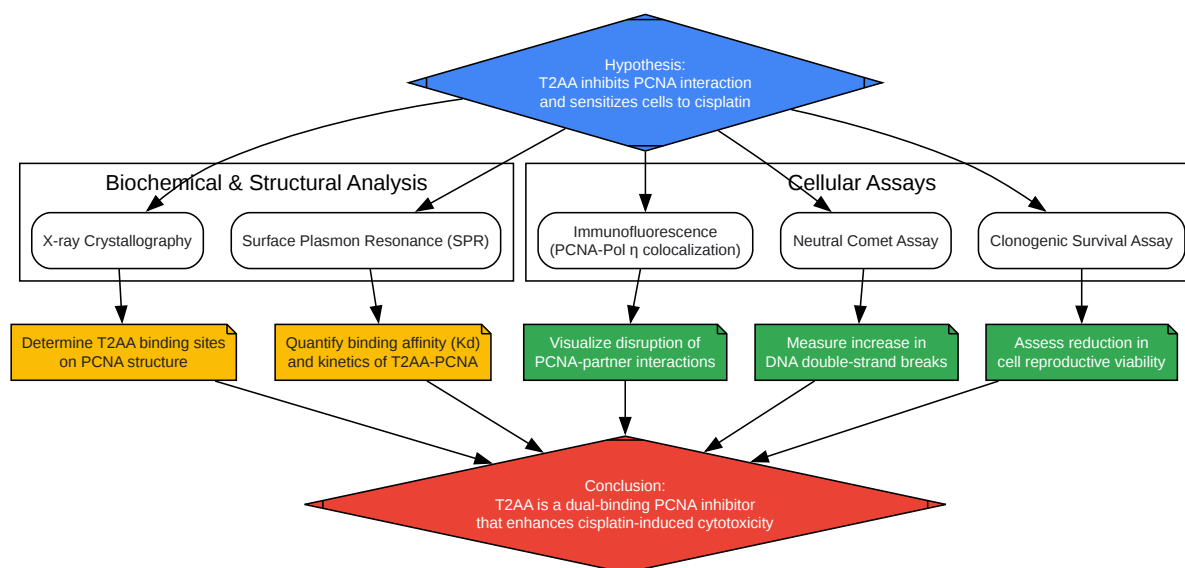 Hypothesis:
T2AA inhibits PCNA interaction
and sensitizes cells to cisplatin
Biochemical & Structural Analysis
Cellular Assays
X-ray Crystallography
Surface Plasmon Resonance (SPR)
Immunofluorescence
(PCNA-Pol η colocalization)
Neutral Comet Assay
Clonogenic Survival Assay
Determine T2AA binding sites
on PCNA structure
Quantify binding affinity (Kd)
and kinetics of T2AA-PCNA
Visualize disruption of
PCNA-partner interactions
Measure increase in
DNA double-strand breaks
Assess reduction in
cell reproductive viability
Conclusion:
T2AA is a dual-binding PCNA inhibitor
that enhances cisplatin-induced cytotoxicity